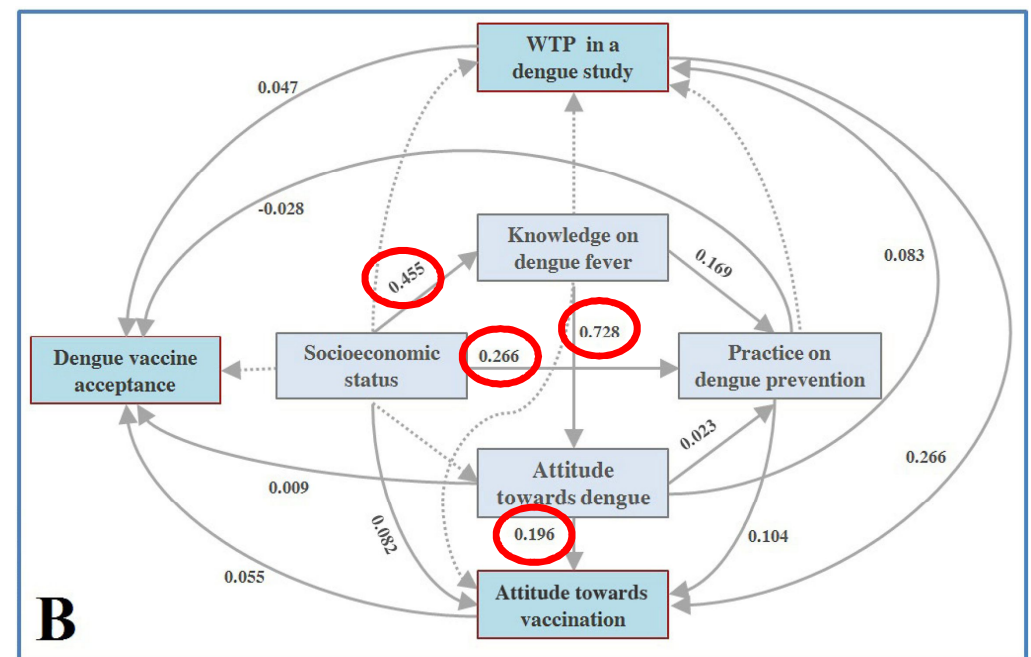 WTP in a
dengue study
0.047
-0.028
Knowledge on
dengue fever
0.083
0.169
0.455
0.728
Dengue vaccine
acceptance
Socioeconomic
status
0.266
Practice on
dengue prevention
0.023
0.266
Attitude
towards dengue
0.009
0.082
0.196
0.104
0.055
Attitude towards
vaccination
B